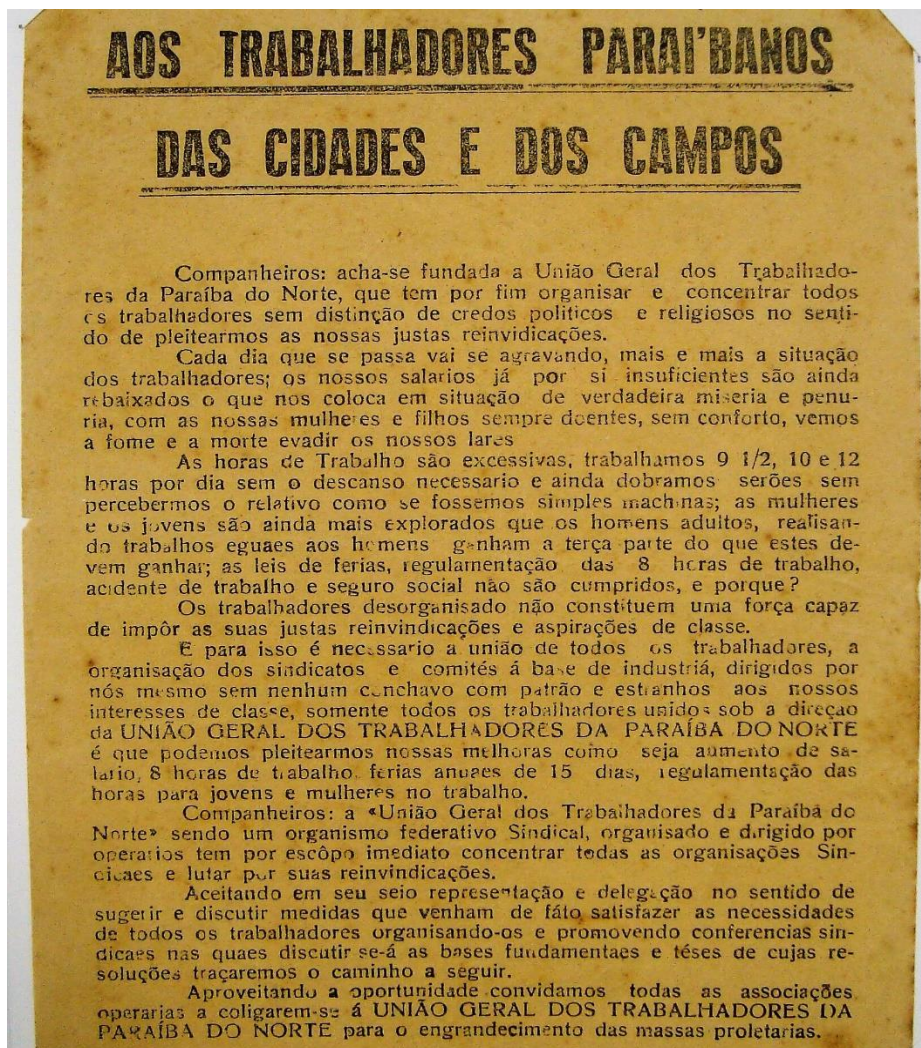 AOS TRABALHADORES PARAI'BANOS
DAS CIDADES E DOS CAMPOS
Companheiros: acha-se fundada a União Geral dos Trabalhado-
res da Paraíba do Norte, que tem por fim organisar e concentrar todos
os trabalhadores sem distinção de credos politicos e religiosos no senti-
do de pleitearmos as nossas justas reinvidicações.
Cada dia que se passa vai se agravando, mais e mais a situação
dos trabalhadores; os nossos salarios já por si insuficientes são ainda
rebaixados o que nos coloca em situação de verdadeira miseria e penu-
ria, com as nossas mulheres e filhos sempre doentes, sem conforto, vemos
a fome e a morte evadir os nossos lares
As horas de Trabalho são excessivas, trabalhamos 9 1/2, 10 e 12
horas por dia sem o descanso necessario e ainda dobramos serões sem
percebermos o relativo como se fossemos simples machinas; as mulheres
e os jovens são ainda mais explorados que os homens adultos, realisan-
do trabalhos eguaes aos homens ganham a terça parte do que estes de-
vem ganhar; as leis de ferias, regulamentação das 8 horas de trabalho,
acidente de trabalho e seguro social não são cumpridos, e porque?
Os trabalhadores desorganisado não constituem uma força capaz
de impôr as suas justas reinvindicações e aspirações de classe.
E para isso é necessario a união de todos os trabalhadores, a
organisação dos sindicatos e comités á base de industriá, dirigidos por
nós mesmo sem nenhum conchavo com patrão e estranhos aos nossos
interesses de classe, somente todos os trabalhadores unidos sob a direção
da UNIÃO GERAL DOS TRABALHADORES DA PARAÍBA DO NORTE
é que podemos pleitearmos nossas melhoras como seja aumento de sa-
lario, 8 horas de trabalho, ferias anuaes de 15 dias, regulamentação das
horas para jovens e mulheres no trabalho.
Companheiros: a «União Geral dos Trabalhadores da Paraíba do
Norte» sendo um organismo federativo Sindical, organisado e dirigido por
operarios tem por escôpo imediato concentrar todas as organisações Sin-
dicaes e lutar por suas reinvindicações.
Aceitando em seu seio representação e delegação no sentido de
sugerir e discutir medidas que venham de fáto satisfazer as necessidades
de todos os trabalhadores organisando-os e promovendo conferencias sin-
dicaes nas quaes discutir se-á as bases fundamentaes e téses de cujas re-
soluções traçaremos o caminho a seguir.
Aproveitando a oportunidade convidamos todas as associações
operarias a coligarem-se á UNIÃO GERAL DOS TRABALHADORES DA
PARAÍBA DO NORTE para o engrandecimento das massas proletarias.